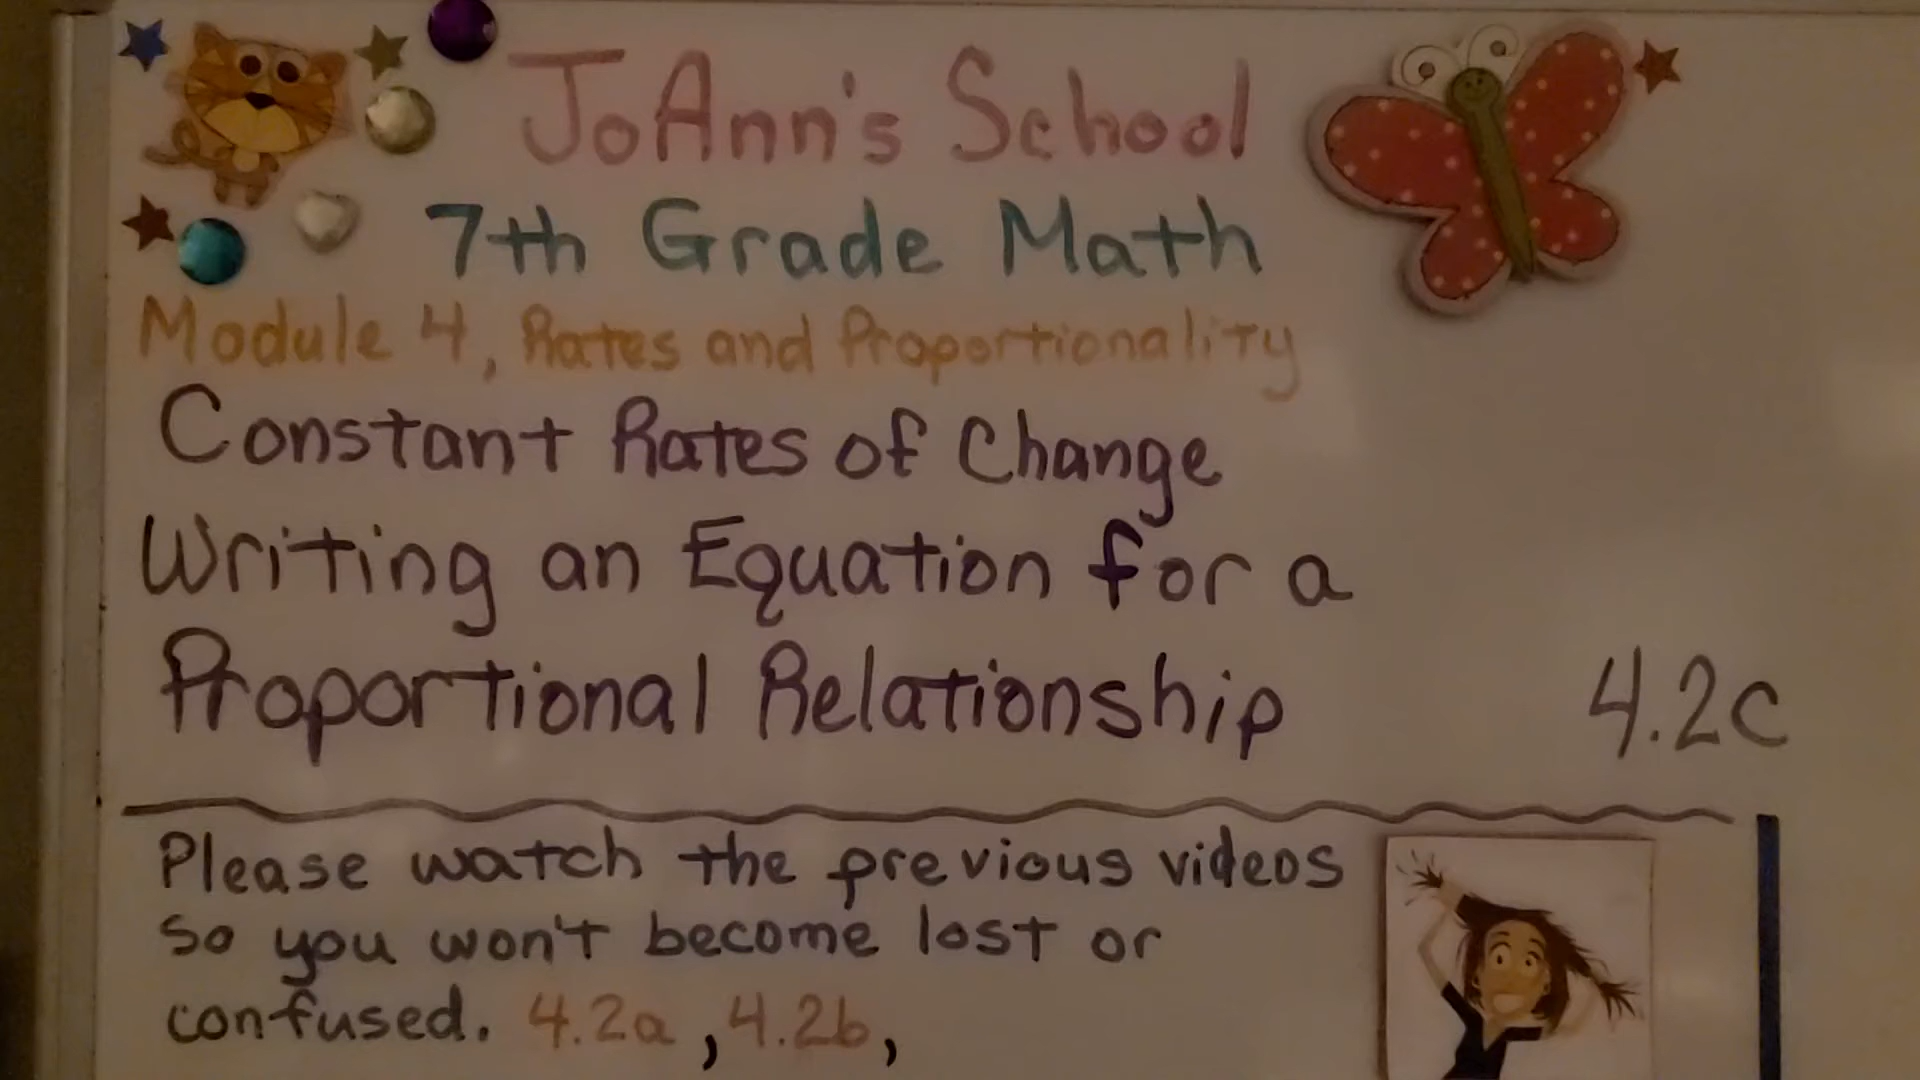 JoAnn's School
7th Grade Math
Module 4, Rates and Proportionality
Constant Rates of Change
Writing an Equation for a
Proportional Relationship
4.2c
Please watch the previous videos
so you won't become lost or
confused. 4.2a, 4.2b,